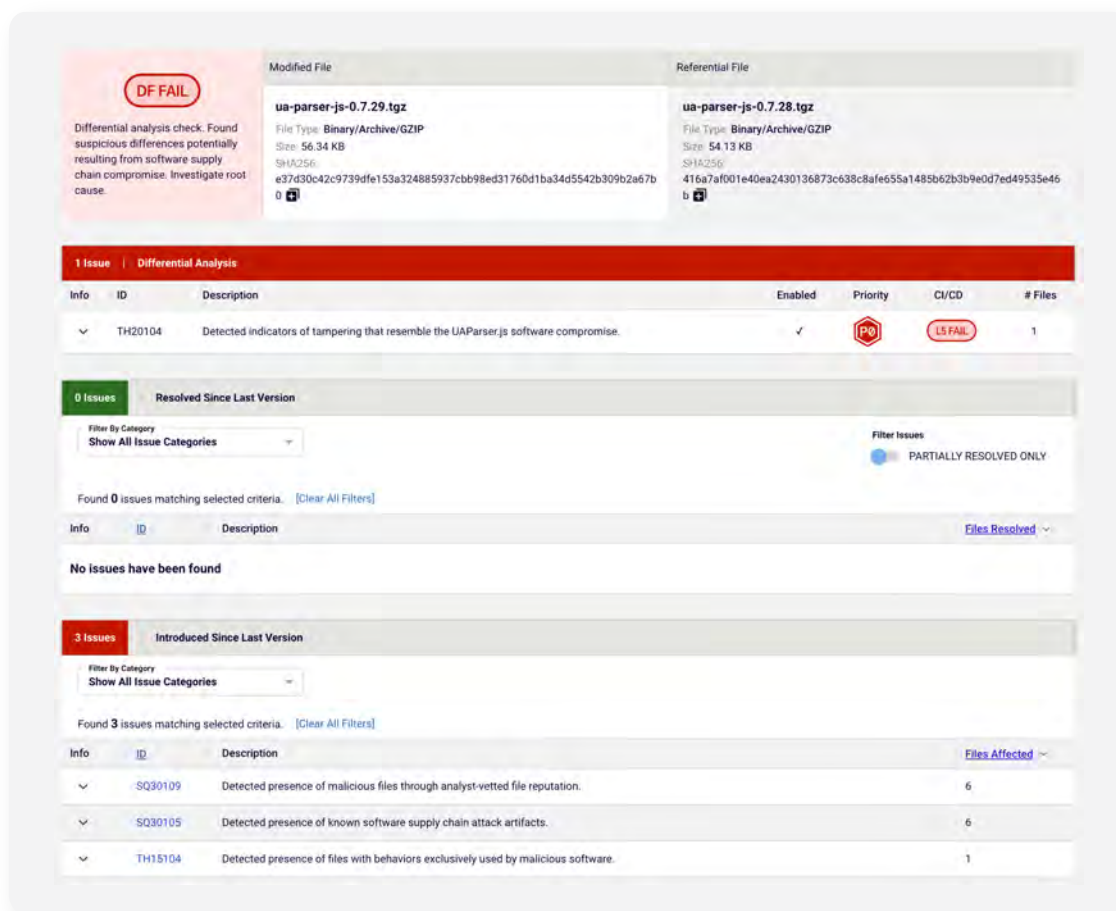 Modified File
Referential File
DF FAIL
Differential analysis check. Found
suspicious differences potentially
resulting from software supply
chain compromise. Investigate root
cause.
ua-parser-js-0.7.29.tgz
File Type: Binary/Archive/GZIP
Size: 56.34 KB
SHA256:
e37d30c42c9739dfe153a324885937cbb98ed31760d1ba34d5542b309b2a67b
0
ua-parser-js-0.7.28.tgz
File Type: Binary/Archive/GZIP
Size: 54.13 KB
SHA256:
416a7af001e40ea2430136873c638c8afe655a1485b62b3b9e0d7ed49535e46
b
1 Issue | Differential Analysis
Info ID Description Enabled Priority CI/CD # Files
TH20104 Detected indicators of tampering that resemble the UAParser.js software compromise. ✓ P0 L5 FAIL 1
0 Issues Resolved Since Last Version
Filter By Category
Show All Issue Categories
Filter Issues
PARTIALLY RESOLVED ONLY
Found 0 issues matching selected criteria. [Clear All Filters]
Info ID Description Files Resolved
No issues have been found
3 Issues Introduced Since Last Version
Filter By Category
Show All Issue Categories
Found 3 issues matching selected criteria. [Clear All Filters]
Info ID Description Files Affected
SQ30109 Detected presence of malicious files through analyst-vetted file reputation. 6
SQ30105 Detected presence of known software supply chain attack artifacts. 6
TH15104 Detected presence of files with behaviors exclusively used by malicious software. 1